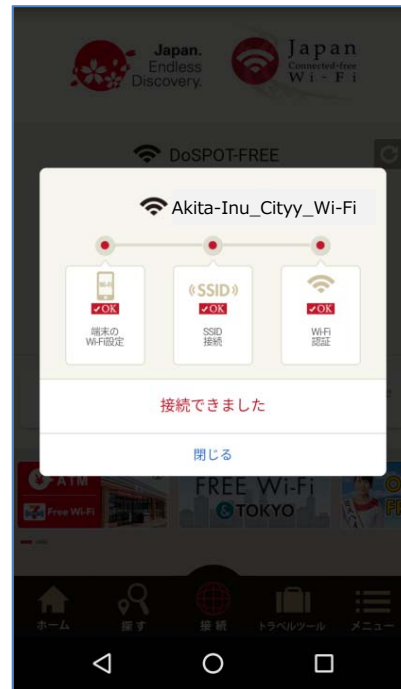 Japan.
Endless
Discovery.
Japan
Connected-free
Wi-Fi
DoSPOT-FREE
Akita-Inu_Cityy_Wi-Fi
Wi-Fi
((SSID))
✔OK
✔OK
✔OK
端末の
Wi-Fi設定
SSID
接続
Wi-Fi
認証
接続できました
閉じる
ATM
Free Wi-Fi
FREE Wi-Fi
& TOKYO
ホーム
探す
接続
トラベルツール
メニュー